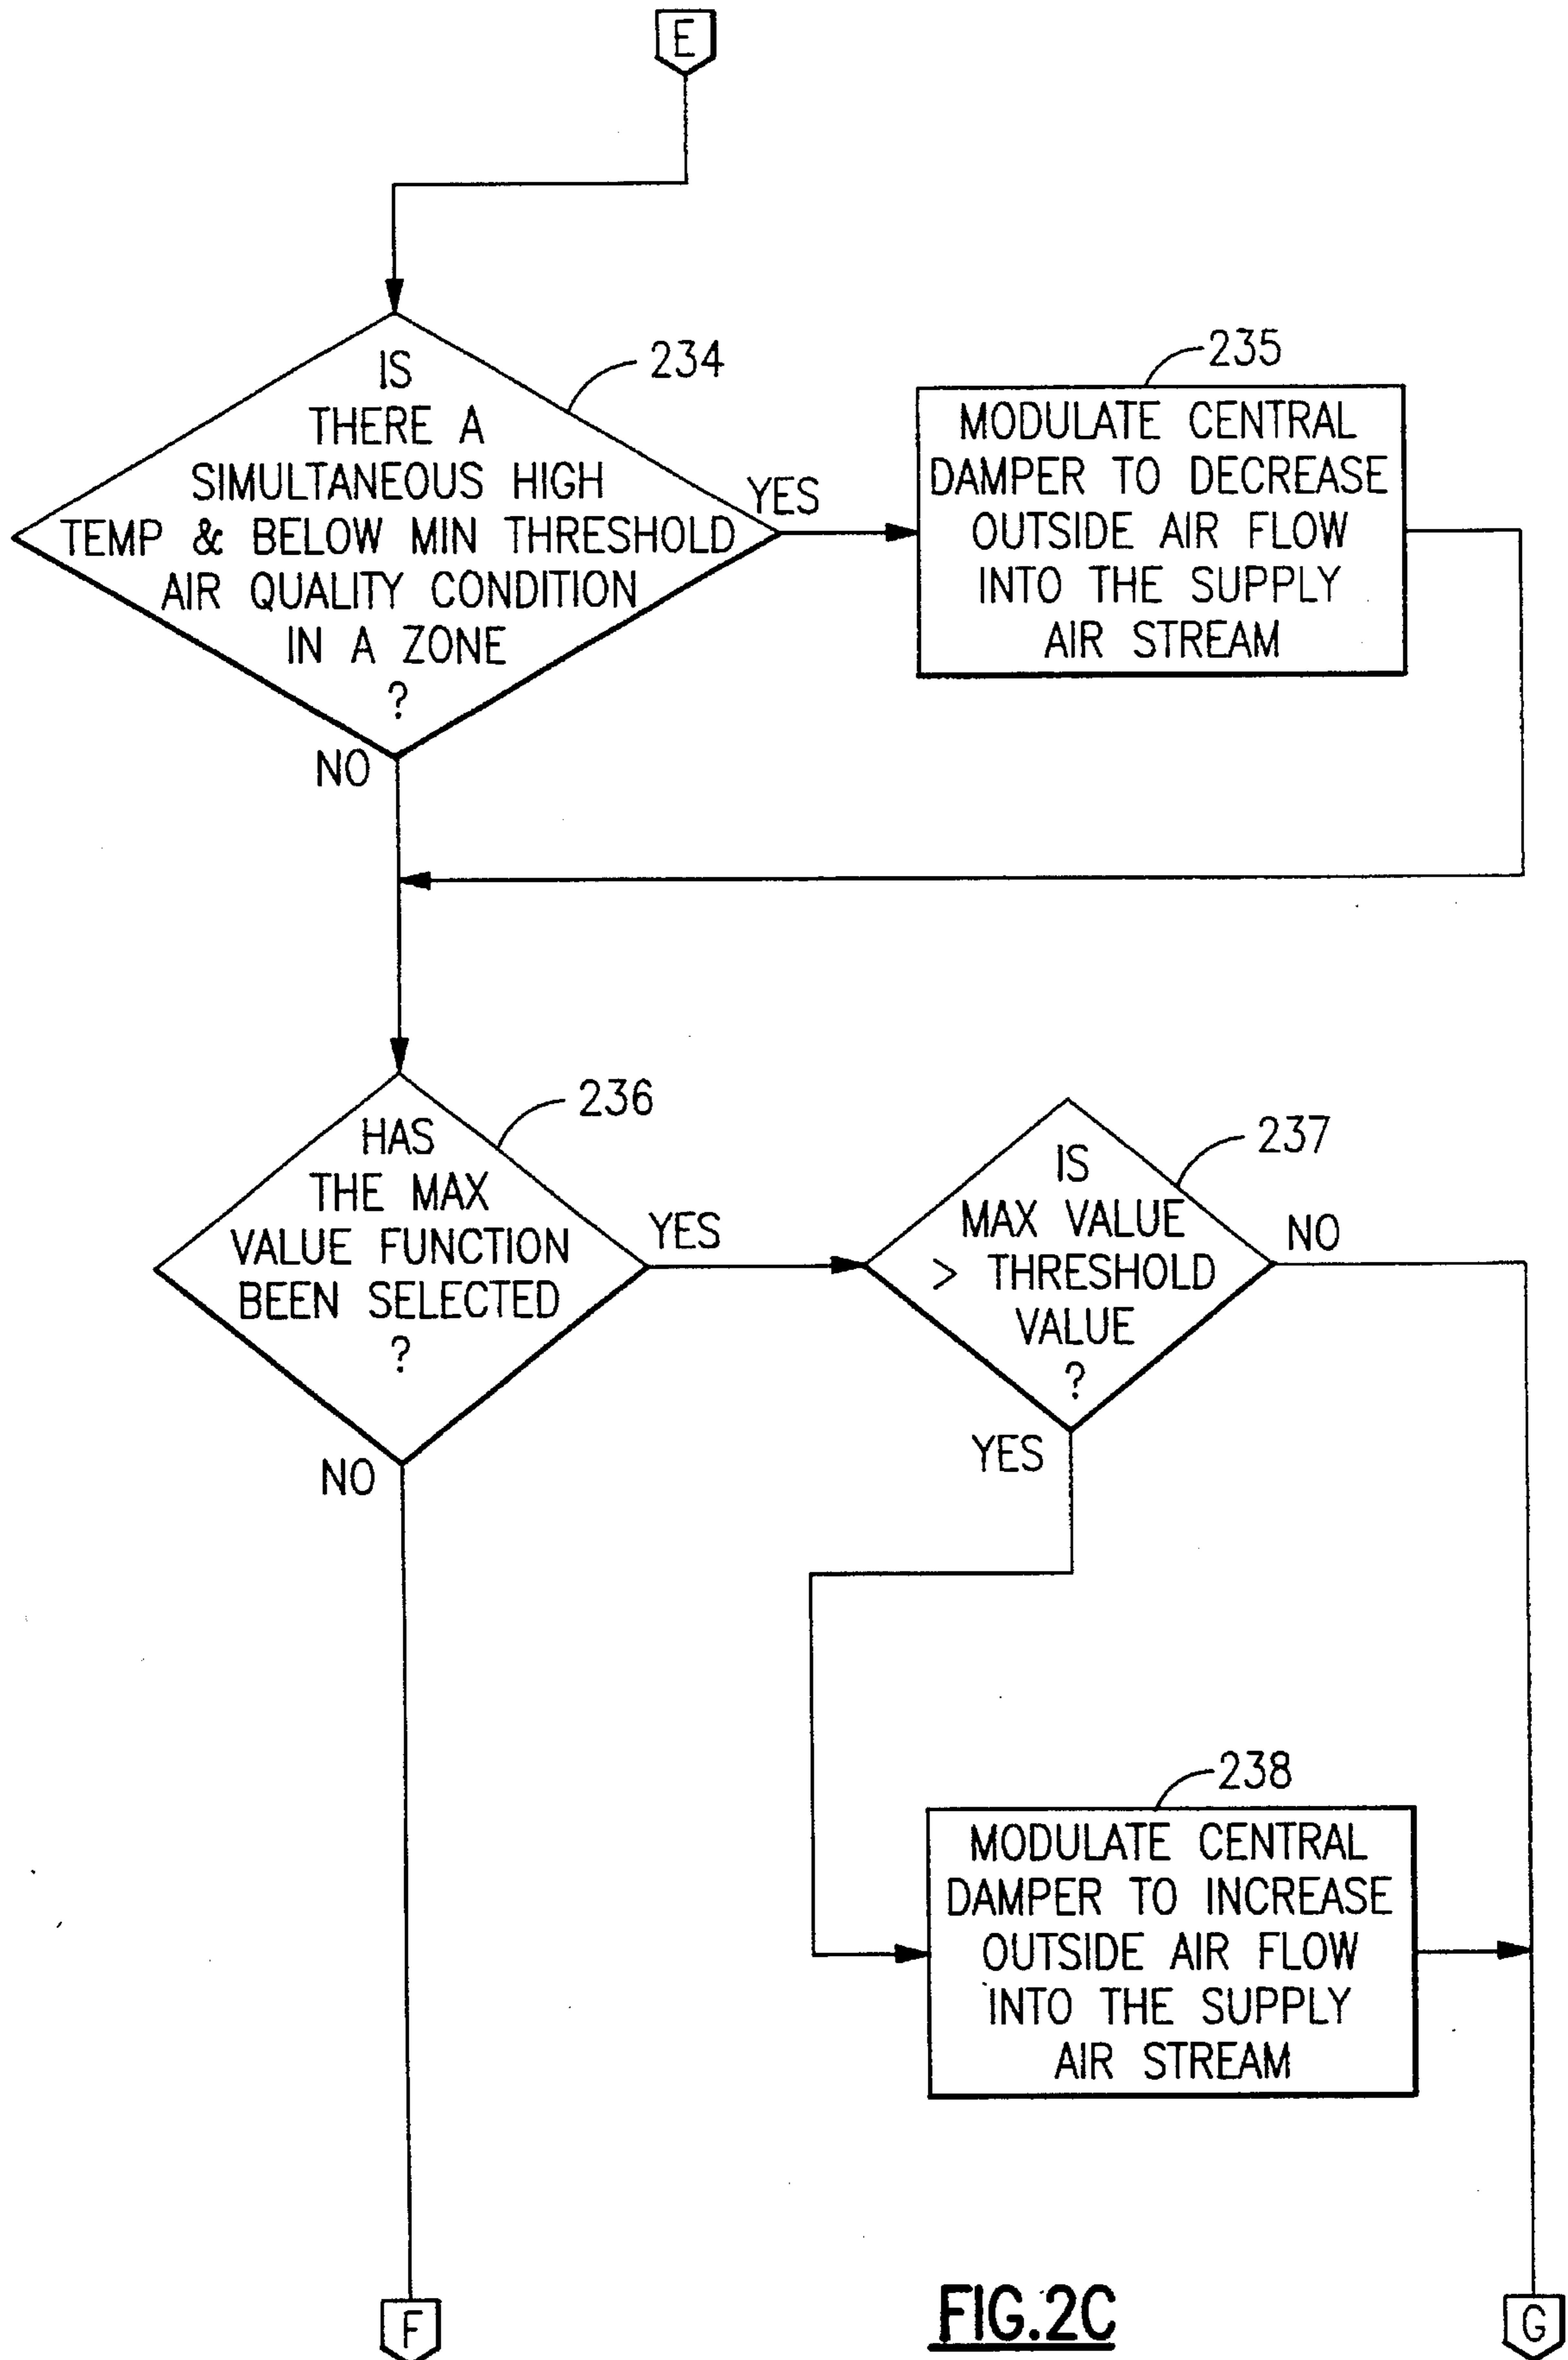 E
234
IS
THERE A
SIMULTANEOUS HIGH
TEMP & BELOW MIN THRESHOLD
AIR QUALITY CONDITION
IN A ZONE
?
YES
NO
235
MODULATE CENTRAL
DAMPER TO DECREASE
OUTSIDE AIR FLOW
INTO THE SUPPLY
AIR STREAM
236
HAS
THE MAX
VALUE FUNCTION
BEEN SELECTED
?
YES
NO
237
IS
MAX VALUE
> THRESHOLD
VALUE
?
NO
YES
238
MODULATE CENTRAL
DAMPER TO INCREASE
OUTSIDE AIR FLOW
INTO THE SUPPLY
AIR STREAM
F
FIG.2C
G